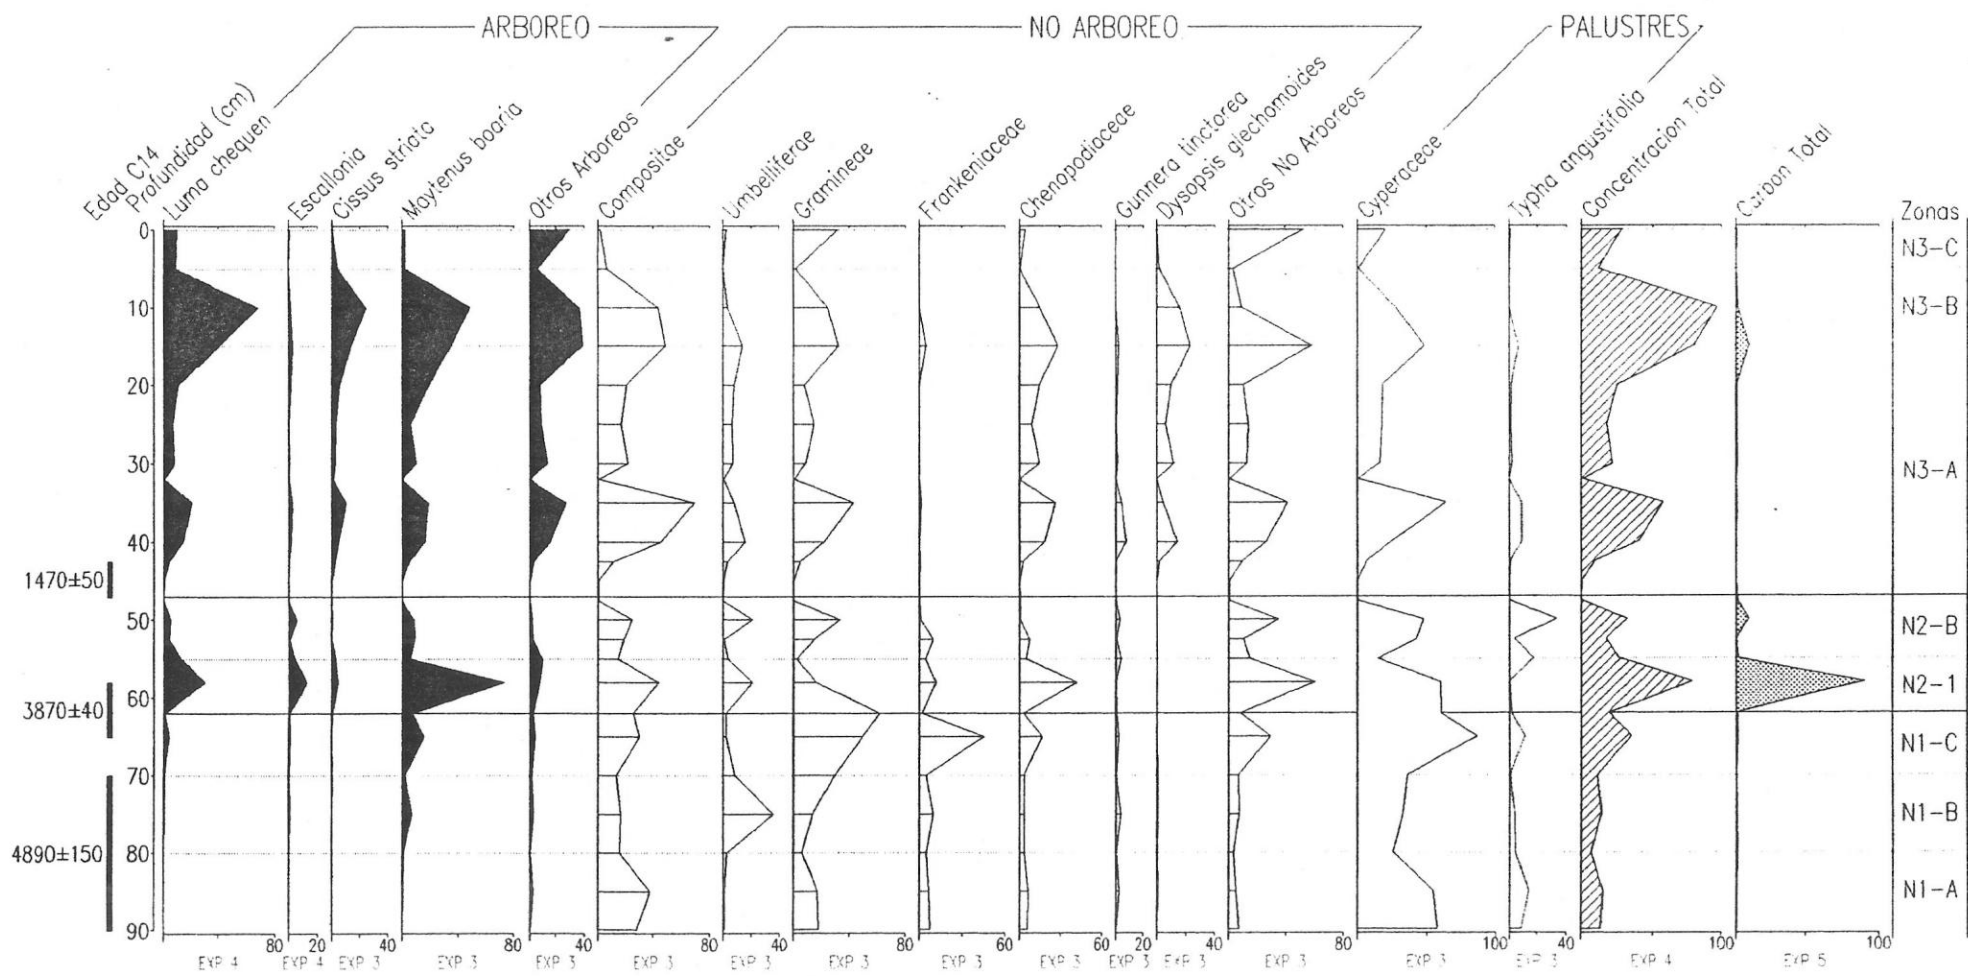 ARBOREO NO ARBOREO PALUSTRES
Edad C14
Profundidad (cm)
Luma chequen
Escallonia
Cissus striata
Maytenus boaria
Otros Arboreos
Compositae
Umbelliferae
Gramineae
Frankeniaceae
Chenopodiaceae
Gunnera tinctorea
Dysopsis glechomoides
Otros No Arboreos
Cyperaceae
Typha angustifolia
Concentracion Total
Carbon Total
Zonas
0 N3-C
10 N3-B
20
30 N3-A
40
1470±50
50 N2-B
60 N2-1
3870±40
N1-C
70
N1-B
4890±150 80
N1-A
90
80 20 40 80 40 80 40 80 60 60 20 40 80 100 40 100 100
EXP 4 EXP 4 EXP 3 EXP 3 EXP 3 EXP 3 EXP 3 EXP 3 EXP 3 EXP 3 EXP 3 EXP 3 EXP 3 EXP 3 EXP 3 EXP 4 EXP 5